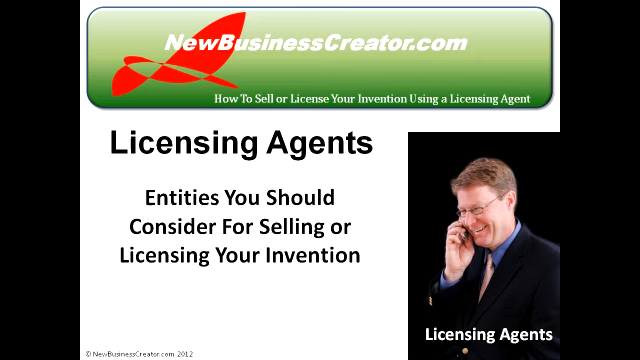 NewBusinessCreator.com
How To Sell or License Your Invention Using a Licensing Agent
Licensing Agents
Entities You Should
Consider For Selling or
Licensing Your Invention
Licensing Agents
© NewBusinessCreator.com 2012